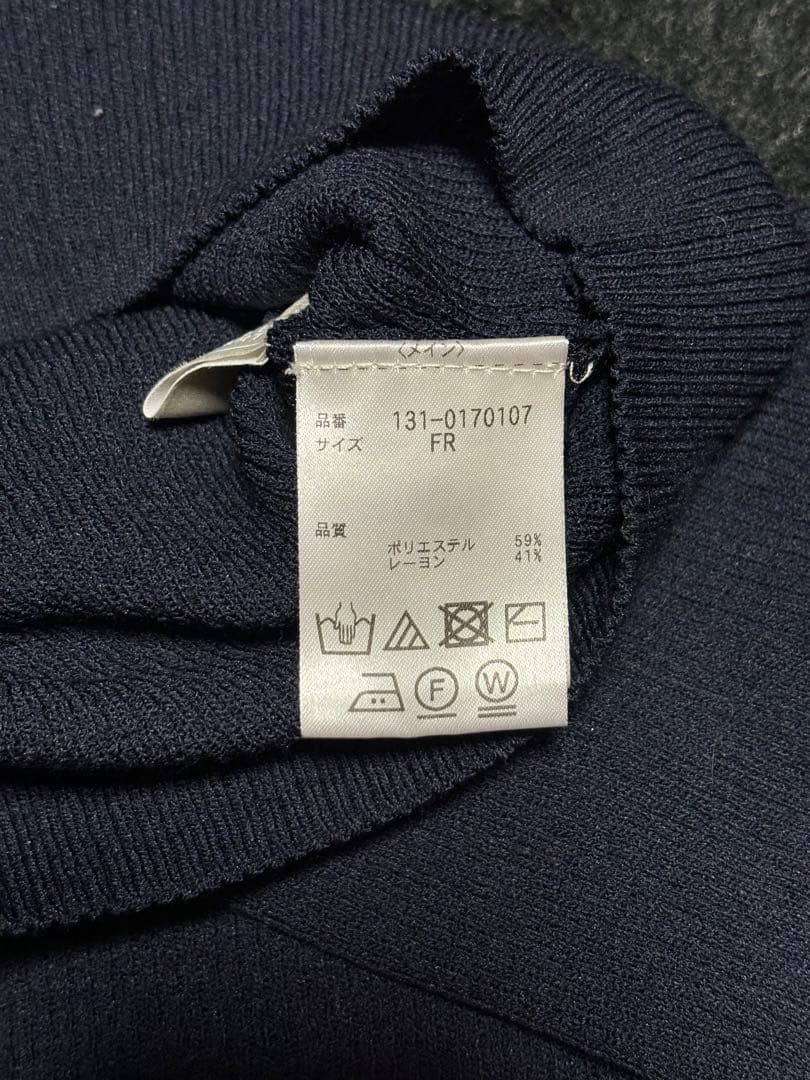 〈メイン〉
品番 131-0170107
サイズ FR
品質
ポリエステル 59%
レーヨン 41%
F W